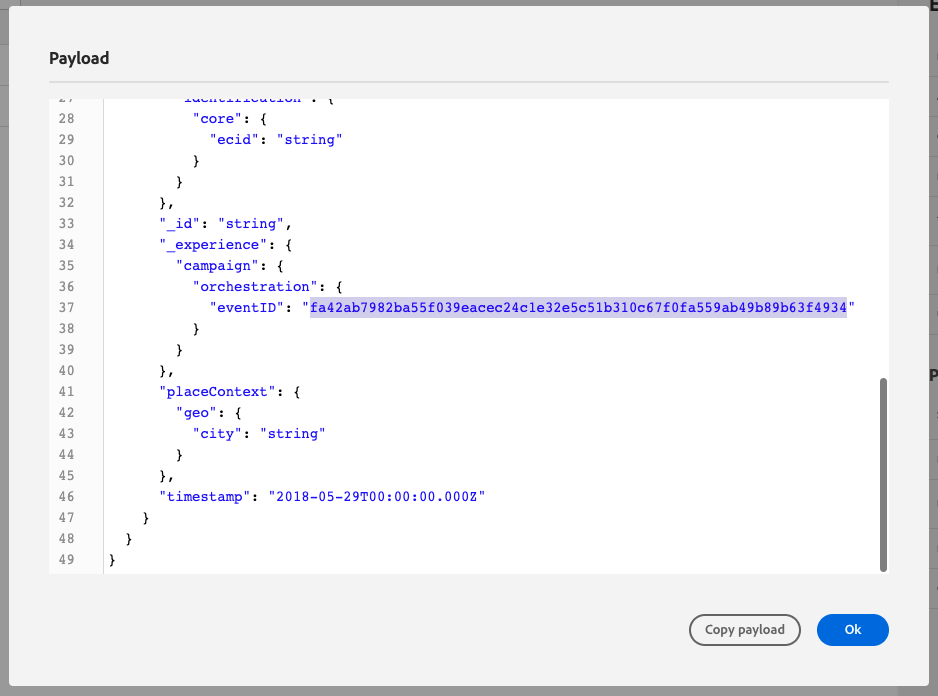 Payload
27 "identification": {
28 "core": {
29 "ecid": "string"
30 }
31 }
32 },
33 "_id": "string",
34 "_experience": {
35 "campaign": {
36 "orchestration": {
37 "eventID": "fa42ab7982ba55f039eacec24c1e32e5c51b310c67f0fa559ab49b89b63f4934"
38 }
39 }
40 },
41 "placeContext": {
42 "geo": {
43 "city": "string"
44 }
45 },
46 "timestamp": "2018-05-29T00:00:00.000Z"
47 }
48 }
49 }
Copy payload
Ok